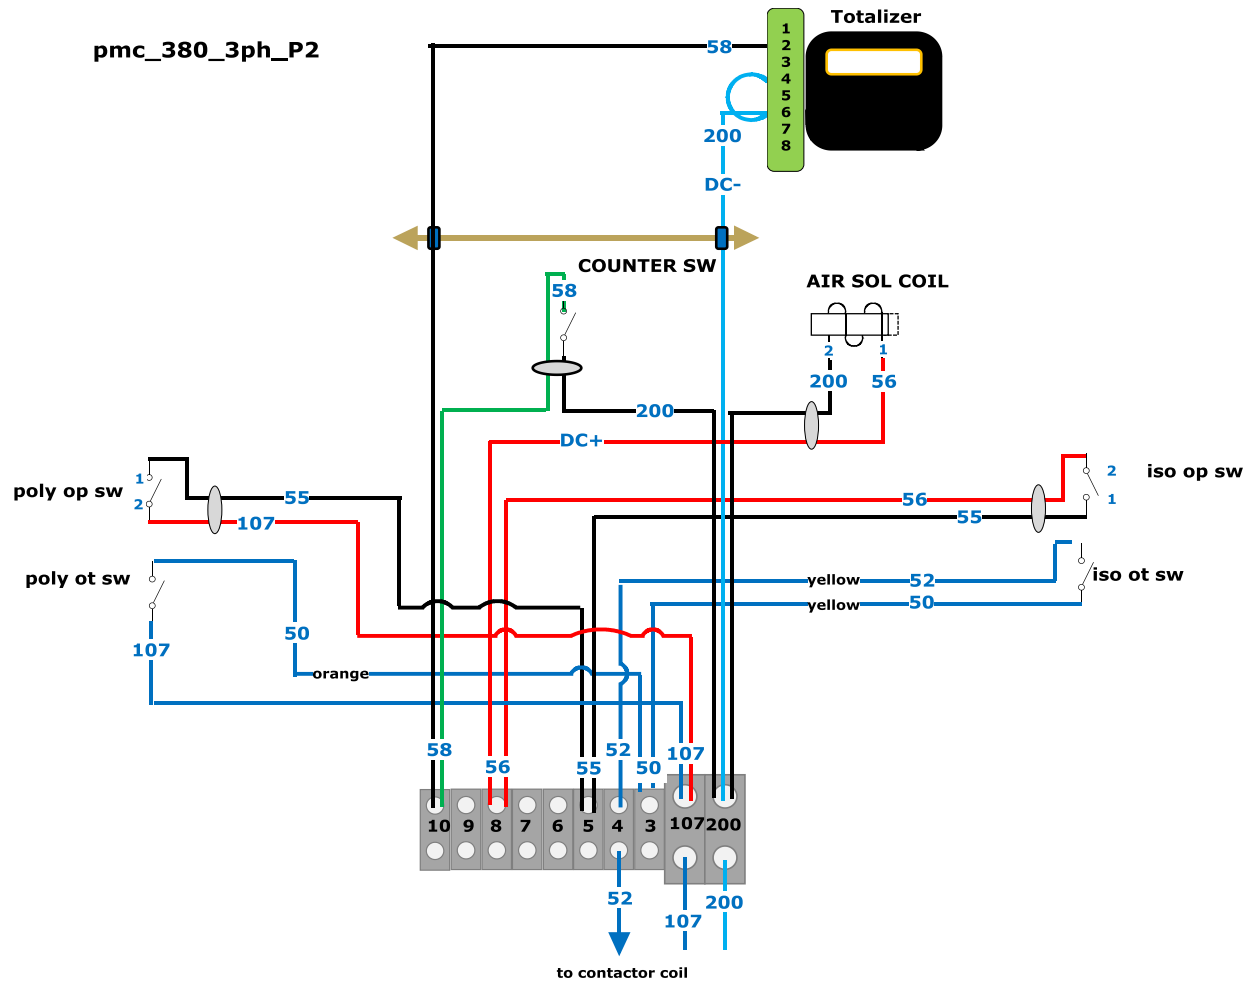 Totalizer
pmc_380_3ph_P2
1
2
3
4
5
6
7
8
58
200
DC-
COUNTER SW
58
AIR SOL COIL
2 1
200 56
200
DC+
poly op sw
1
2
55
107
iso op sw
2
1
56
55
poly ot sw
107
50
orange
iso ot sw
yellow 52
yellow 50
58 56 55 52 50 107
10 9 8 7 6 5 4 3 107 200
52 107 200
to contactor coil